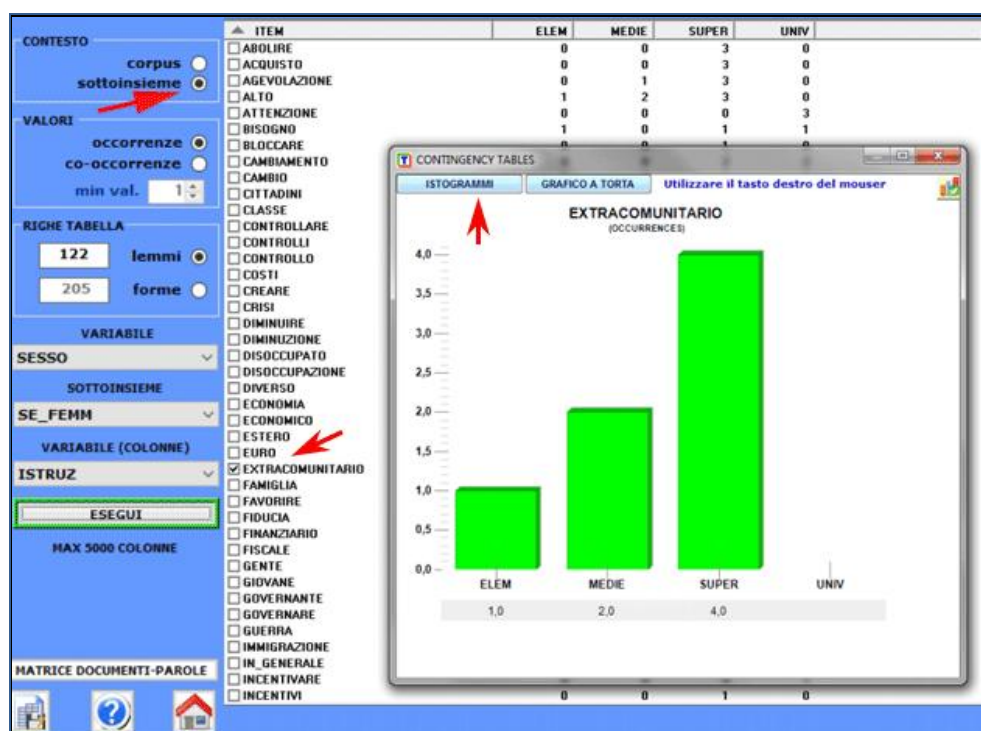 CONTESTO
corpus
sottoinsieme
VALORI
occorrenze
co-occorrenze
min val. 1
RIGHE TABELLA
122 lemmi
205 forme
VARIABILE
SESSO
SOTTOINSIEME
SE_FEMM
VARIABILE (COLONNE)
ISTRUZ
ESEGUI
MAX 5000 COLONNE
MATRICE DOCUMENTI-PAROLE
ITEM ELEM MEDIE SUPER UNIV
ABOLIRE 0 0 3 0
ACQUISTO 0 0 3 0
AGEVOLAZIONE 0 1 3 0
ALTO 1 2 3 0
ATTENZIONE 0 0 0 3
BISOGNO 1 0 1 1
BLOCCARE
CAMBIAMENTO
CAMBIO
CITTADINI
CLASSE
CONTROLLARE
CONTROLLI
CONTROLLO
COSTI
CREARE
CRISI
DIMINUIRE
DIMINUZIONE
DISOCCUPATO
DISOCCUPAZIONE
DIVERSO
ECONOMIA
ECONOMICO
ESTERO
EURO
EXTRACOMUNITARIO
FAMIGLIA
FAVORIRE
FIDUCIA
FINANZIARIO
FISCALE
GENTE
GIOVANE
GOVERNANTE
GOVERNARE
GUERRA
IMMIGRAZIONE
IN_GENERALE
INCENTIVARE
INCENTIVI 0 0 1 0
CONTINGENCY TABLES
ISTOGRAMMI GRAFICO A TORTA Utilizzare il tasto destro del mouser
EXTRACOMUNITARIO
(OCCURRENCES)
4,0
3,5
3,0
2,5
2,0
1,5
1,0
0,5
0,0
ELEM MEDIE SUPER UNIV
1,0 2,0 4,0